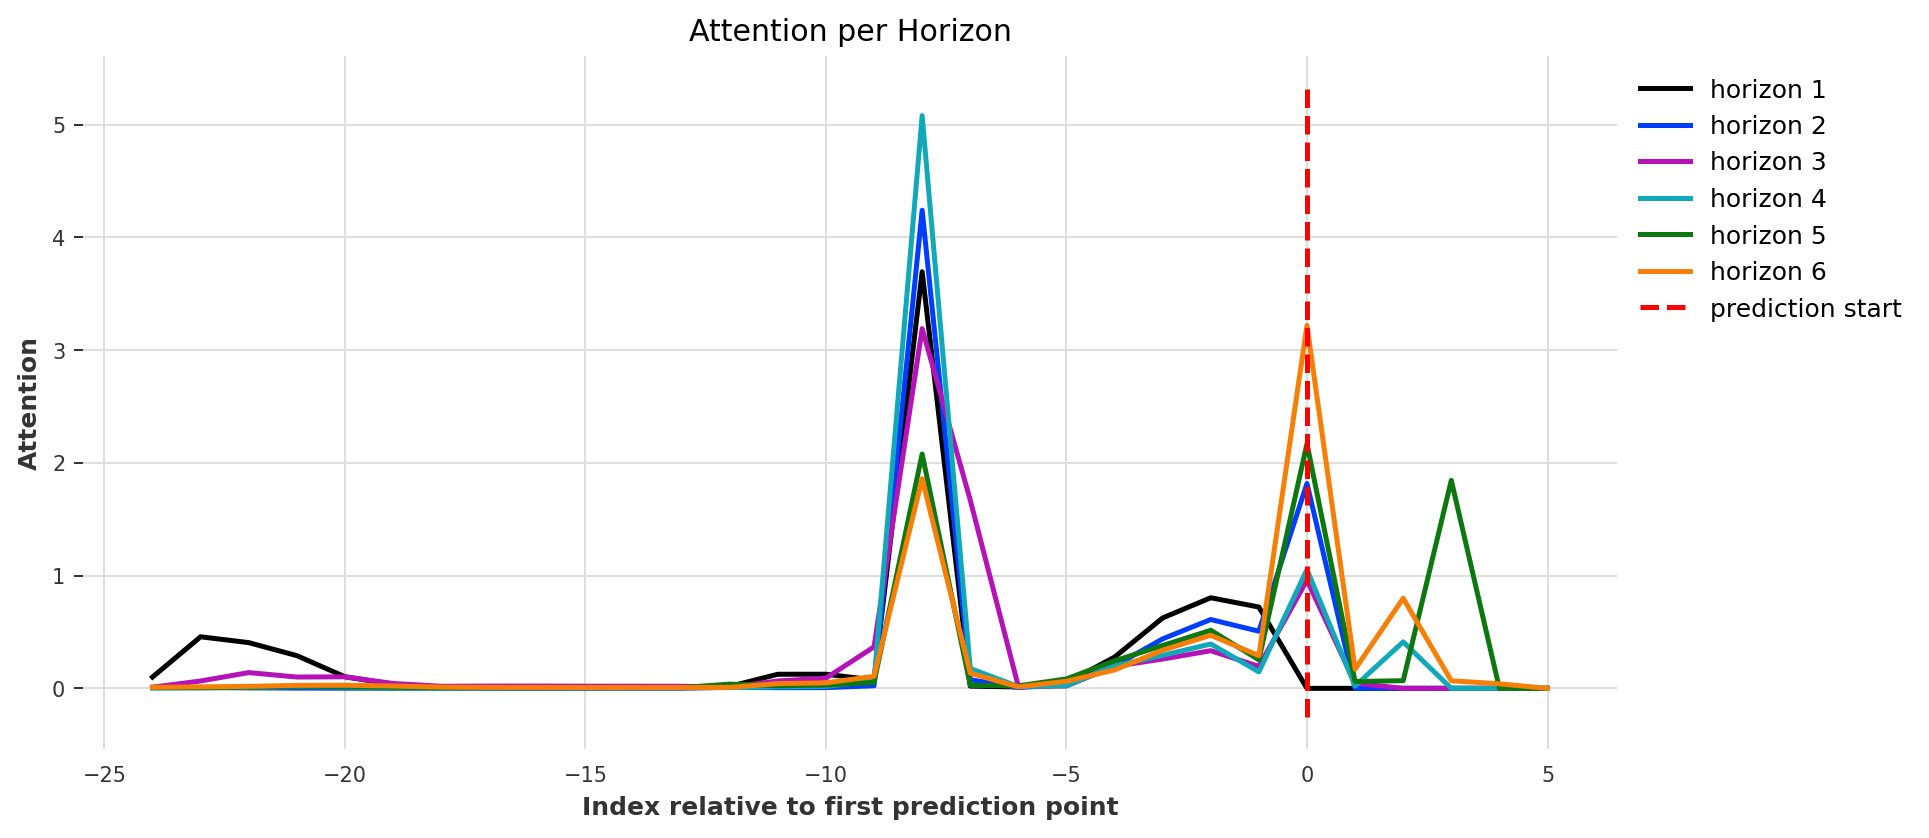 Attention per Horizon
5
4
3
2
1
0
Attention
−25
−20
−15
−10
−5
0
5
Index relative to first prediction point
horizon 1
horizon 2
horizon 3
horizon 4
horizon 5
horizon 6
prediction start